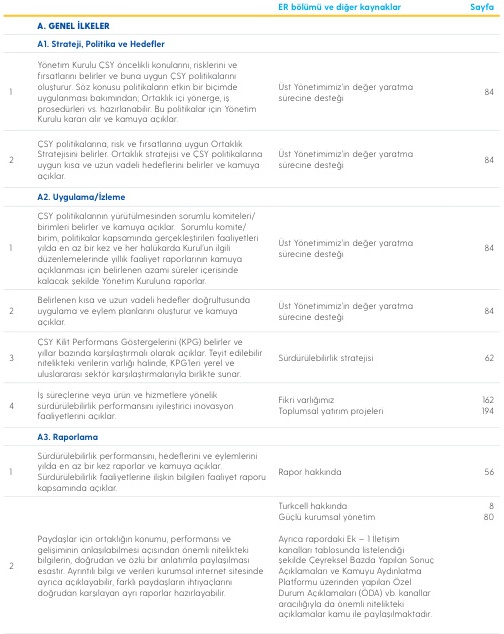 ER bölümü ve diğer kaynaklar Sayfa
A. GENEL İLKELER
A1. Strateji, Politika ve Hedefler
1
Yönetim Kurulu ÇSY öncelikli konularını, risklerini ve
fırsatlarını belirler ve buna uygun ÇSY politikalarını
oluşturur. Söz konusu politikaların etkin bir biçimde
uygulanması bakımından; Ortaklık içi yönerge, iş
prosedürleri vs. hazırlanabilir. Bu politikalar için Yönetim
Kurulu kararı alır ve kamuya açıklar.
Üst Yönetimimiz'in değer yaratma
sürecine desteği
84
2
ÇSY politikalarına, risk ve fırsatlarına uygun Ortaklık
Stratejisini belirler. Ortaklık stratejisi ve ÇSY politikalarına
uygun kısa ve uzun vadeli hedeflerini belirler ve kamuya
açıklar.
Üst Yönetimimiz'in değer yaratma
sürecine desteği
84
A2. Uygulama/İzleme
1
ÇSY politikalarının yürütülmesinden sorumlu komiteleri/
birimleri belirler ve kamuya açıklar. Sorumlu komite/
birim, politikalar kapsamında gerçekleştirilen faaliyetleri
yılda en az bir kez ve her halukarda Kurul'un ilgili
düzenlemelerinde yıllık faaliyet raporlarının kamuya
açıklanması için belirlenen azami süreler içerisinde
kalacak şekilde Yönetim Kuruluna raporlar.
Üst Yönetimimiz'in değer yaratma
sürecine desteği
84
2
Belirlenen kısa ve uzun vadeli hedefler doğrultusunda
uygulama ve eylem planlarını oluşturur ve kamuya
açıklar.
Üst Yönetimimiz'in değer yaratma
sürecine desteği
84
3
ÇSY Kilit Performans Göstergelerini (KPG) belirler ve
yıllar bazında karşılaştırmalı olarak açıklar. Teyit edilebilir
nitelikteki verilerin varlığı halinde, KPG'leri yerel ve
uluslararası sektör karşılaştırmalarıyla birlikte sunar.
Sürdürülebilirlik stratejisi
62
4
İş süreçlerine veya ürün ve hizmetlere yönelik
sürdürülebilirlik performansını iyileştirici inovasyon
faaliyetlerini açıklar.
Fikri varlığımız 162
Toplumsal yatırım projeleri 194
A3. Raporlama
1
Sürdürülebilirlik performansını, hedeflerini ve eylemlerini
yılda en az bir kez raporlar ve kamuya açıklar.
Sürdürülebilirlik faaliyetlerine ilişkin bilgileri faaliyet raporu
kapsamında açıklar.
Rapor hakkında
56
2
Paydaşlar için ortaklığın konumu, performansı ve
gelişiminin anlaşılabilmesi açısından önemli nitelikteki
bilgilerin, doğrudan ve özlü bir anlatımla paylaşılması
esastır. Ayrıntılı bilgi ve verileri kurumsal internet sitesinde
ayrıca açıklayabilir, farklı paydaşların ihtiyaçlarını
doğrudan karşılayan ayrı raporlar hazırlayabilir.
Turkcell hakkında 8
Güçlü kurumsal yönetim 80
Ayrıca rapordaki Ek – 1 İletişim
kanalları tablosunda listelendiği
şekilde Çeyreksel Bazda Yapılan Sonuç
Açıklamaları ve Kamuyu Aydınlatma
Platformu üzerinden yapılan Özel
Durum Açıklamaları (ÖDA) vb. kanallar
aracılığıyla da önemli nitelikteki
açıklamalar kamu ile paylaşılmaktadır.